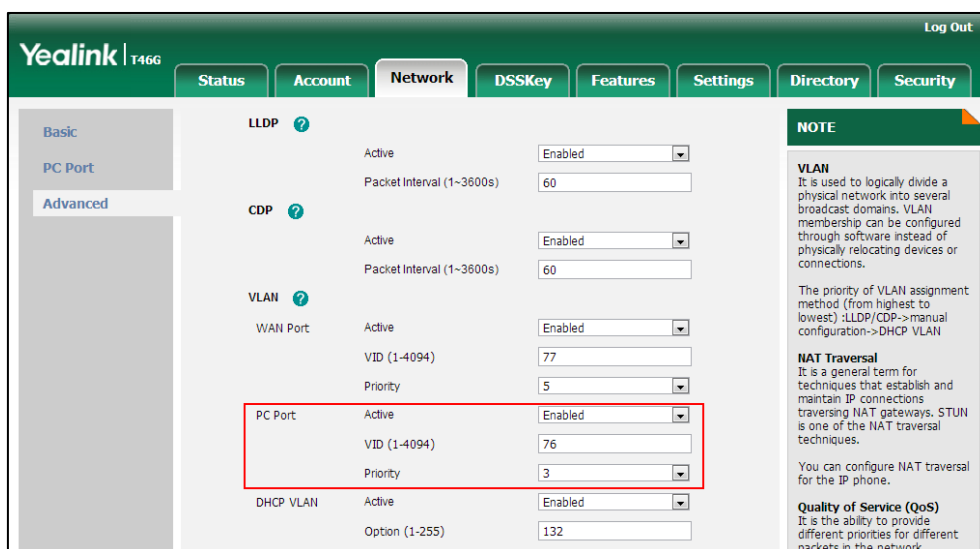 Log Out
Yealink T46G
Status Account Network DSSKey Features Settings Directory Security
Basic
PC Port
Advanced
LLDP ?
Active Enabled
Packet Interval (1~3600s) 60
CDP ?
Active Enabled
Packet Interval (1~3600s) 60
VLAN ?
WAN Port Active Enabled
VID (1-4094) 77
Priority 5
PC Port Active Enabled
VID (1-4094) 76
Priority 3
DHCP VLAN Active Enabled
Option (1-255) 132
NOTE
VLAN
It is used to logically divide a
physical network into several
broadcast domains. VLAN
membership can be configured
through software instead of
physically relocating devices or
connections.
The priority of VLAN assignment
method (from highest to
lowest) :LLDP/CDP->manual
configuration->DHCP VLAN
NAT Traversal
It is a general term for
techniques that establish and
maintain IP connections
traversing NAT gateways. STUN
is one of the NAT traversal
techniques.
You can configure NAT traversal
for the IP phone.
Quality of Service (QoS)
It is the ability to provide
different priorities for different
packets in the network